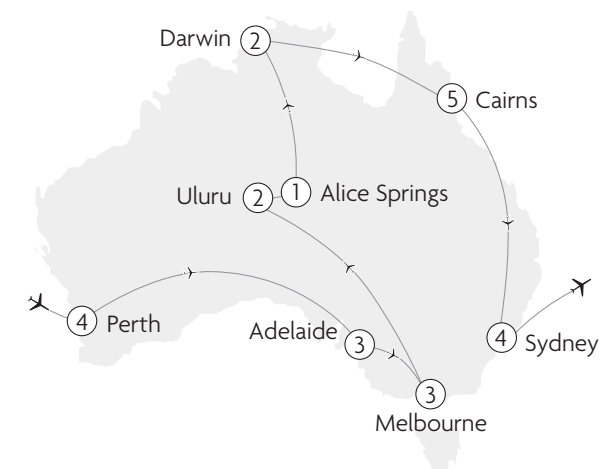 Darwin 2
5 Cairns
Uluru 2 1 Alice Springs
4 Perth
Adelaide 3
4 Sydney
3
Melbourne